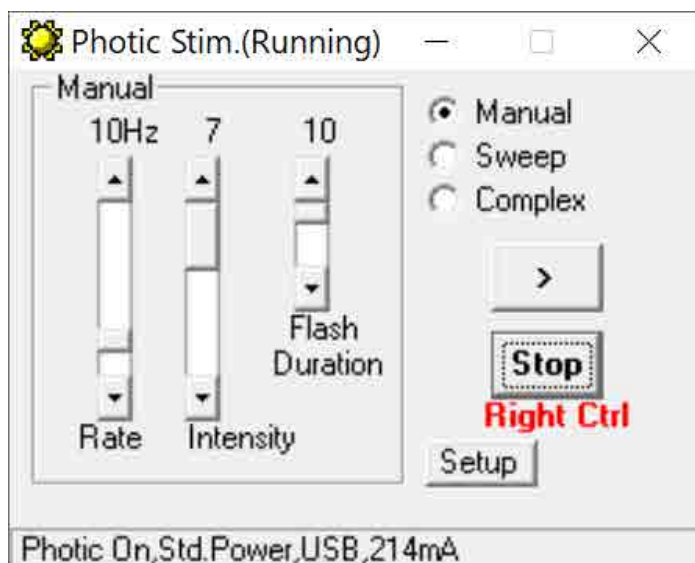 Photic Stim.(Running)
Manual
10Hz 7 10
Rate
Intensity
Flash
Duration
Manual
Sweep
Complex
>
Stop
Right Ctrl
Setup
Photic On,Std.Power,USB,214mA